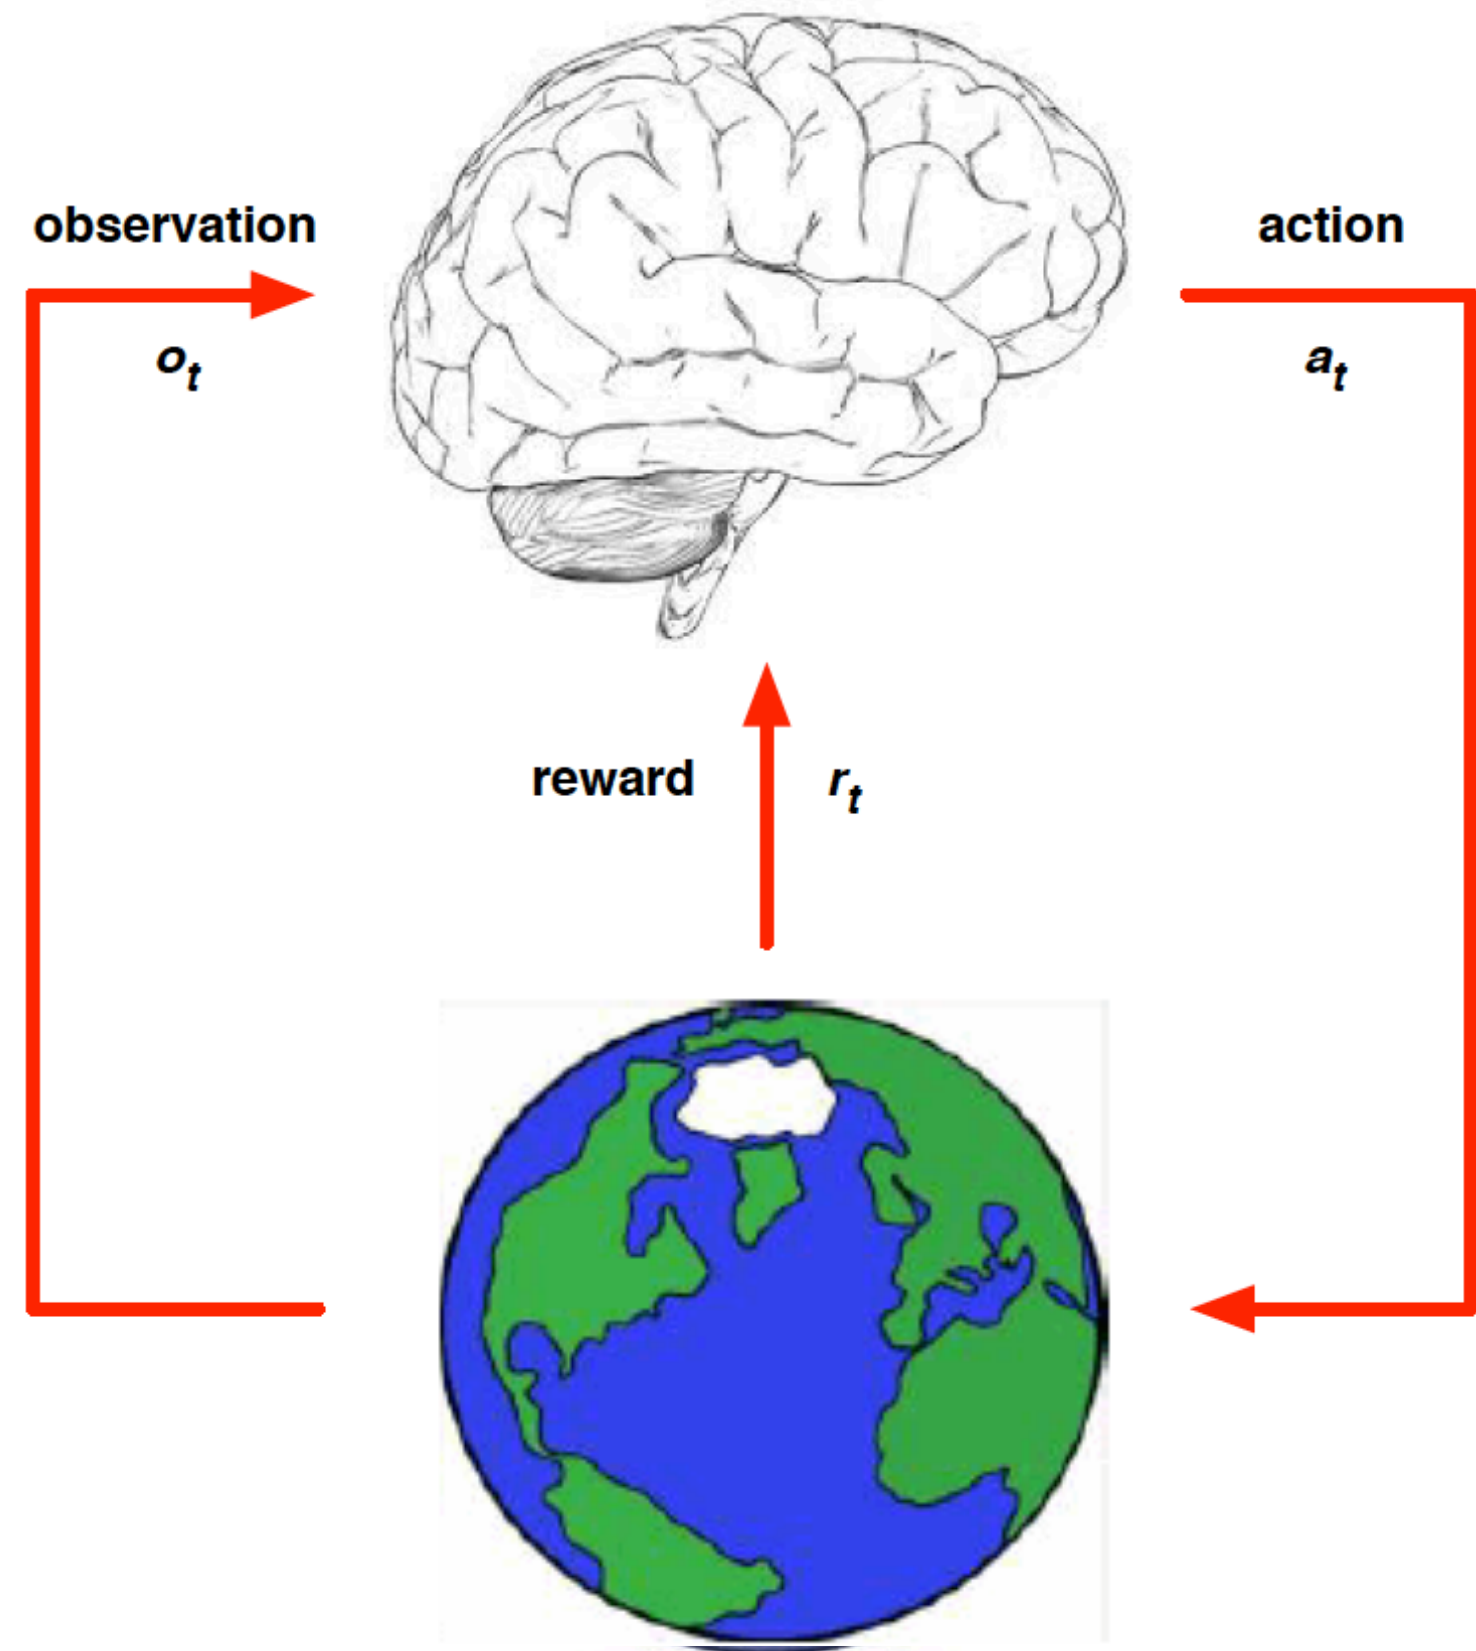 observation
o_t
action
a_t
reward
r_t